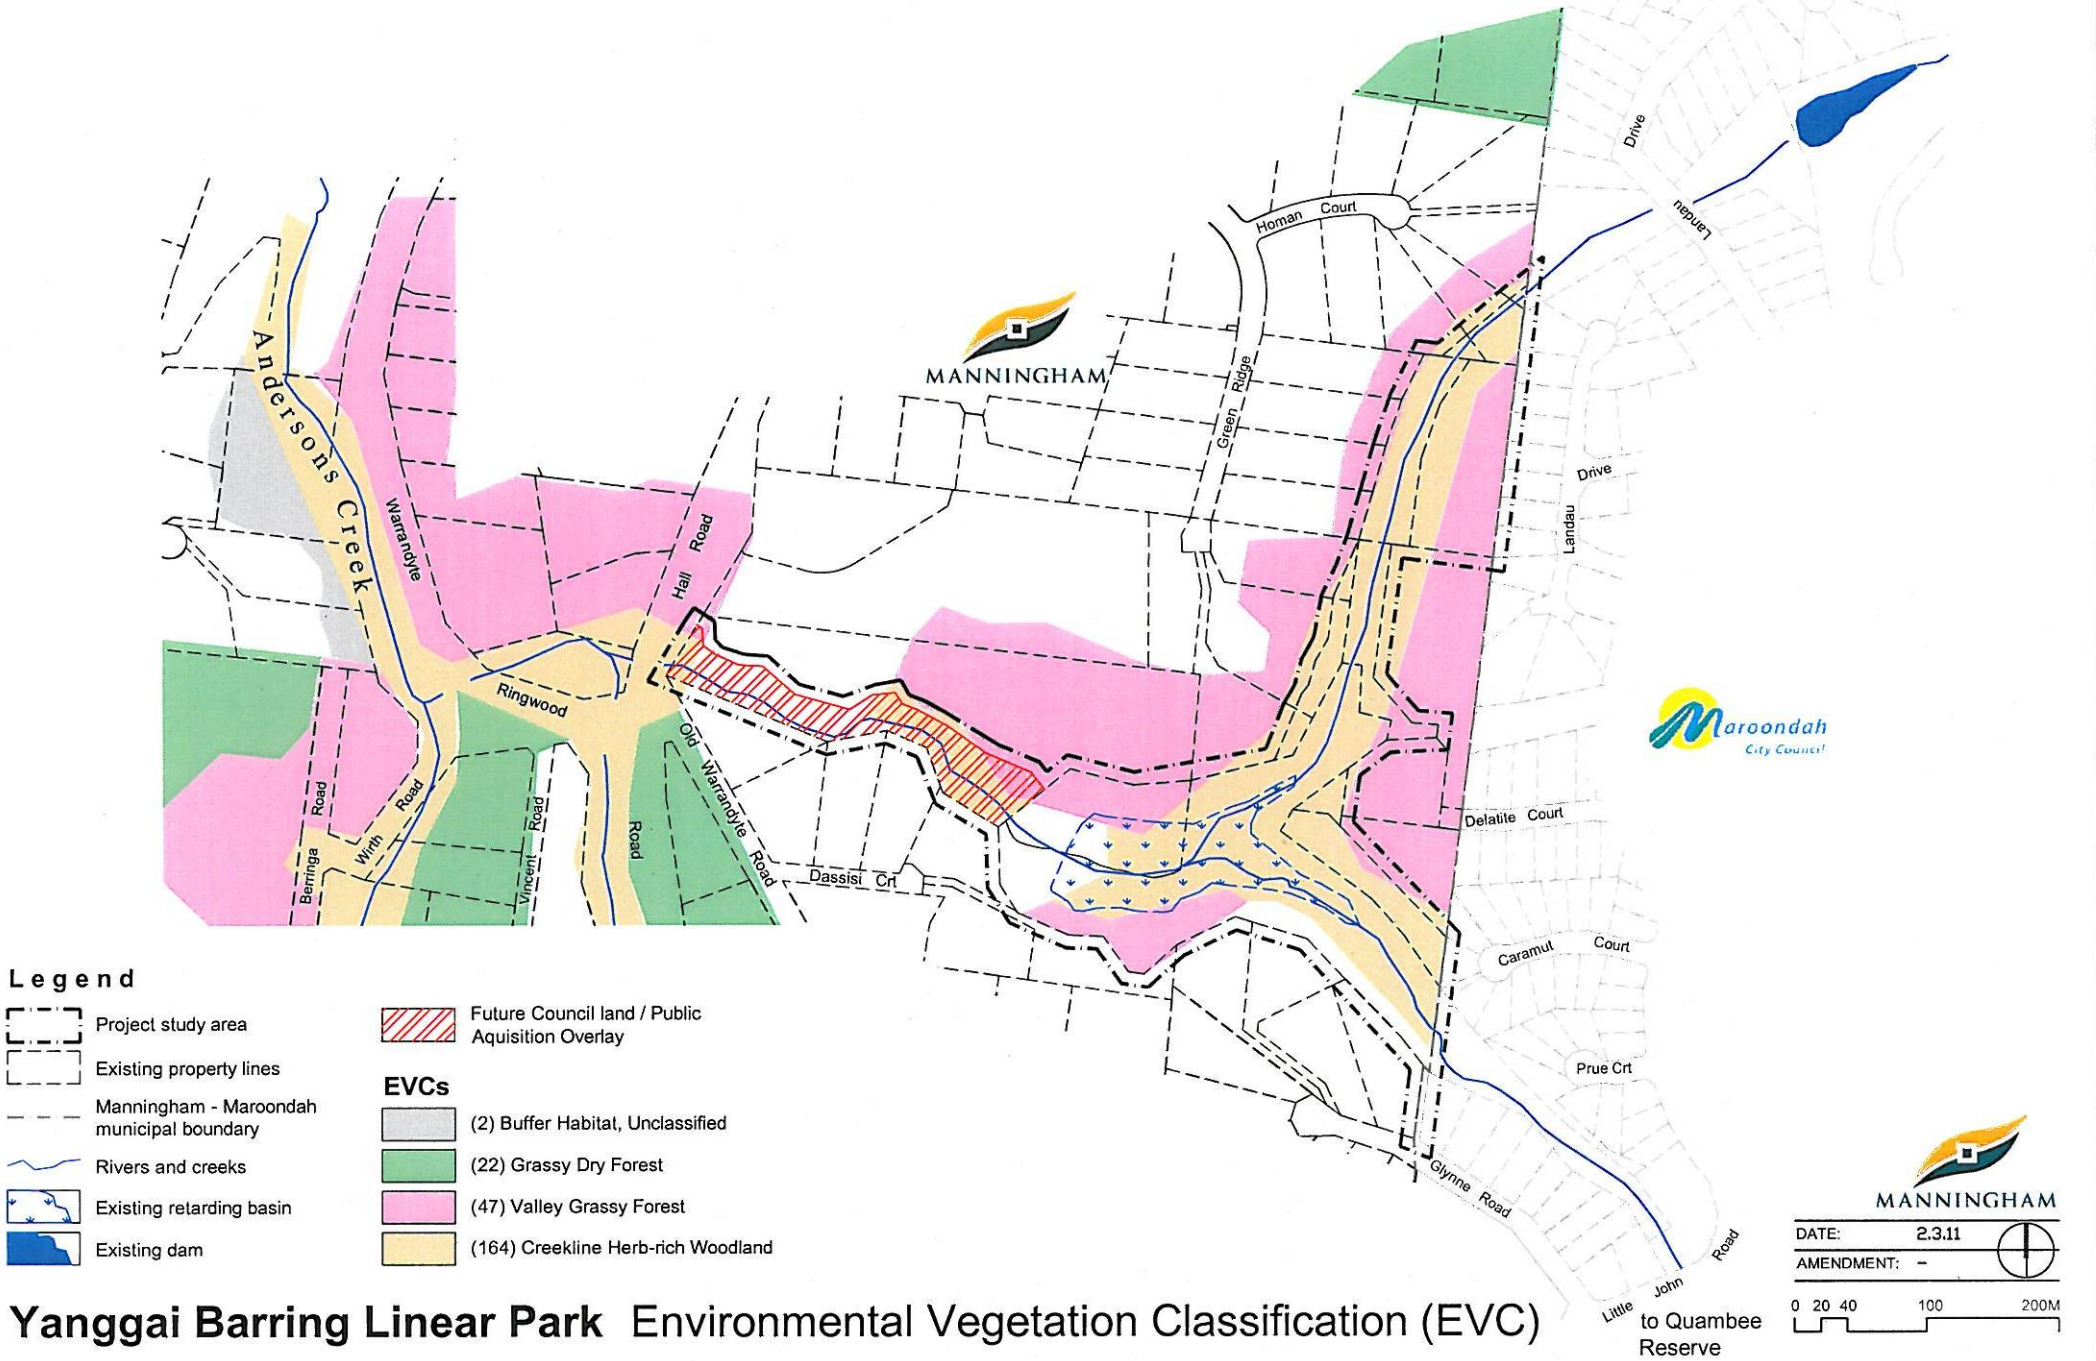 Drive
Landau
Homan Court
MANNINGHAM
Green Ridge
Andersons Creek
Warrandyte
Hall Road
Drive
Landau
Ringwood
Old Warrandyte Road
Maroondah
City Council
Road
Road
Road
Road
Wirth
Berringa
Vincent
Dassisi Crt
Delatite Court
Caramut Court
Prue Crt
Glynne Road
Road
John
Little
to Quambee
Reserve
Legend
Project study area
Existing property lines
Manningham - Maroondah
municipal boundary
Rivers and creeks
Existing retarding basin
Existing dam
Future Council land / Public
Aquisition Overlay
EVCs
(2) Buffer Habitat, Unclassified
(22) Grassy Dry Forest
(47) Valley Grassy Forest
(164) Creekline Herb-rich Woodland
MANNINGHAM
DATE: 2.3.11
AMENDMENT: -
0 20 40 100 200M
Yanggai Barring Linear Park Environmental Vegetation Classification (EVC)